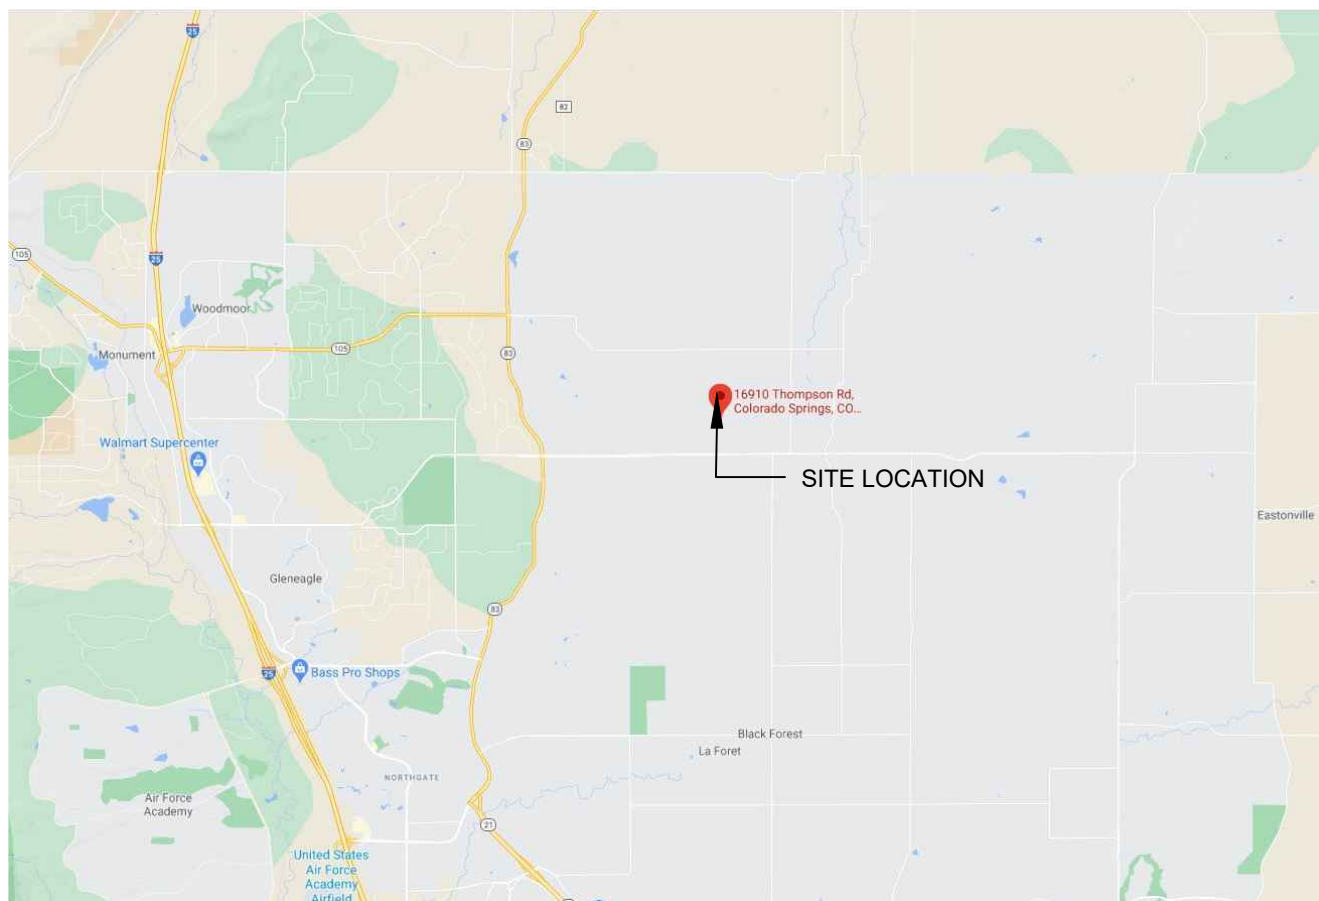 25
82
83
105
25
Woodmoor
105
Monument
83
16910 Thompson Rd,
Colorado Springs, CO...
Walmart Supercenter
SITE LOCATION
Eastonville
Gleneagle
83
25
Bass Pro Shops
Black Forest
La Foret
NORTHGATE
Air Force
Academy
21
United States
Air Force
Academy
Airfield